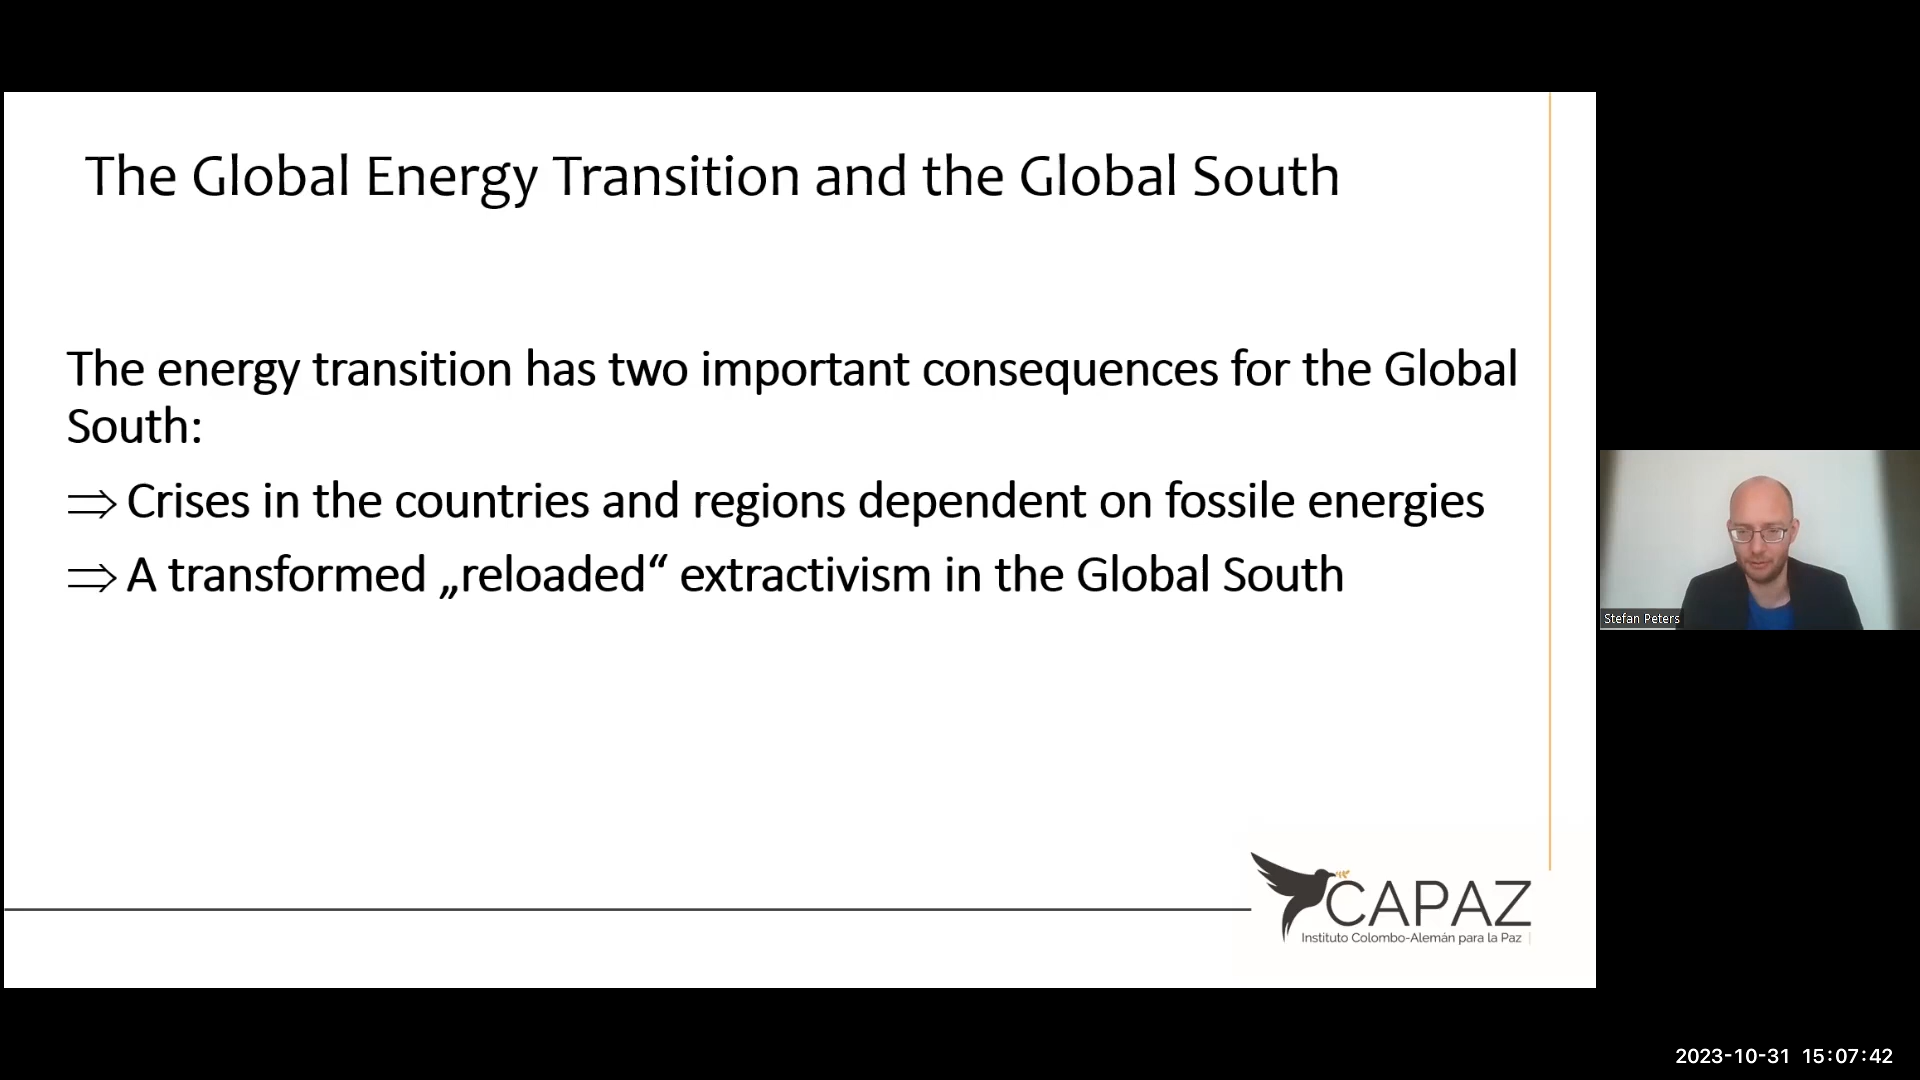 The Global Energy Transition and the Global South
The energy transition has two important consequences for the Global
South:
⇒ Crises in the countries and regions dependent on fossile energies
⇒ A transformed „reloaded“ extractivism in the Global South
CAPAZ
Instituto Colombo-Alemán para la Paz
Stefan Peters
2023-10-31 15:07:42